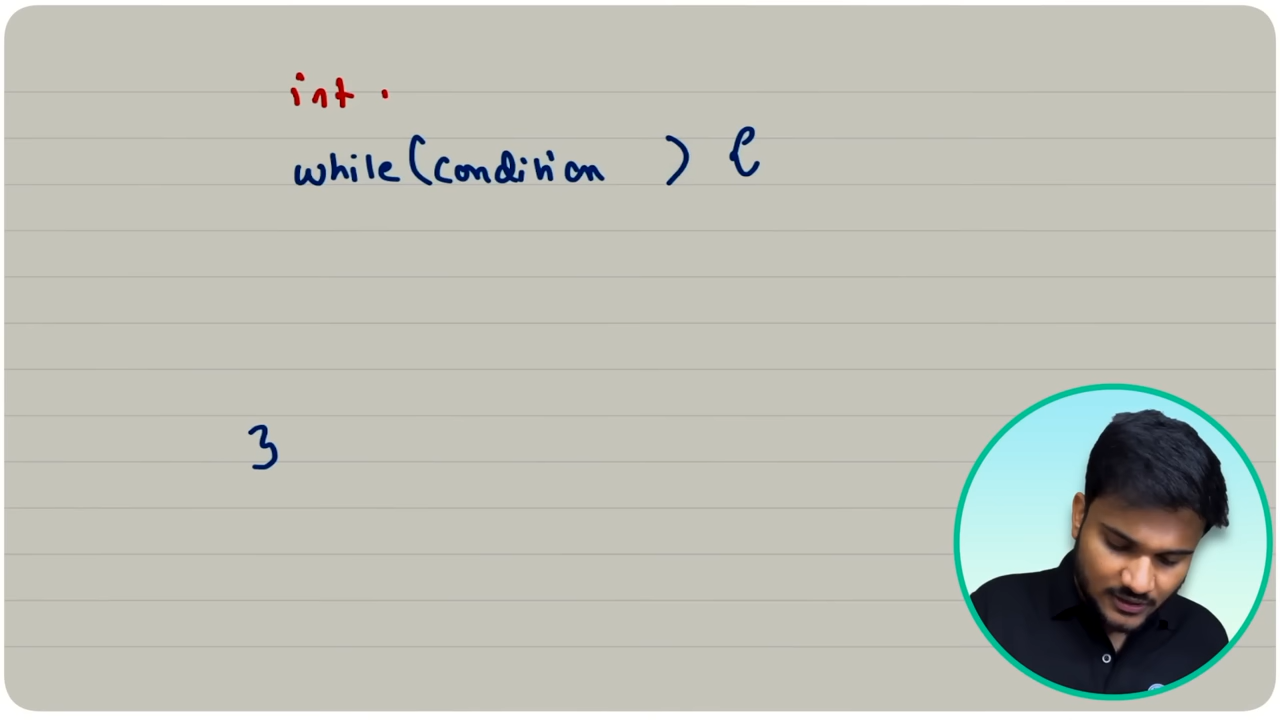 int .
while(condition ) {
}